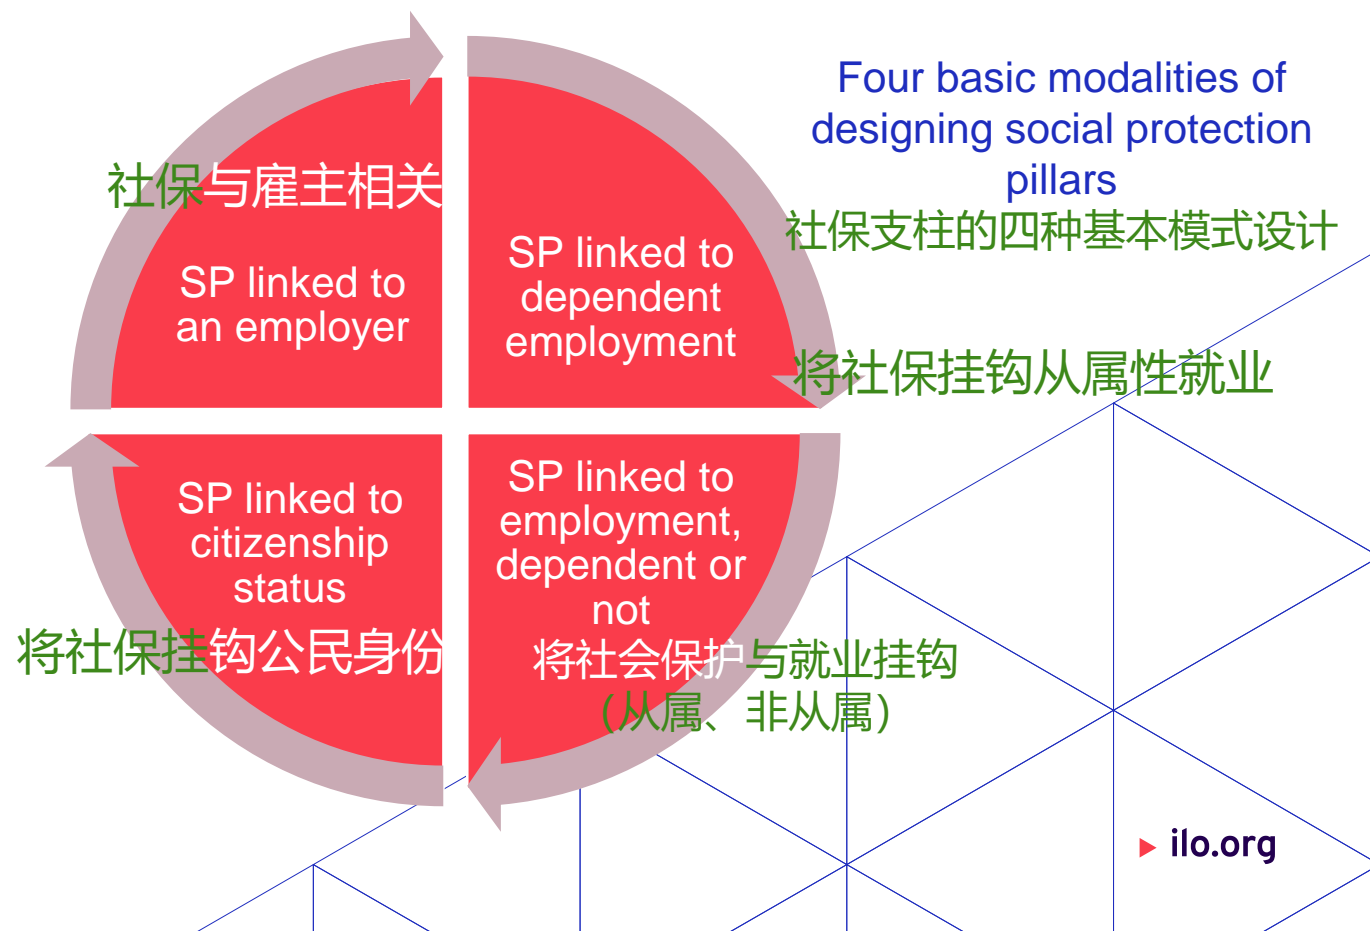 Four basic modalities of
designing social protection
pillars
社保支柱的四种基本模式设计
社保与雇主相关
SP linked to
an employer
SP linked to
dependent
employment
将社保挂钩从属性就业
SP linked to
citizenship
status
将社保挂钩公民身份
SP linked to
employment,
dependent or
not
将社会保护与就业挂钩
（从属、非从属）
ilo.org